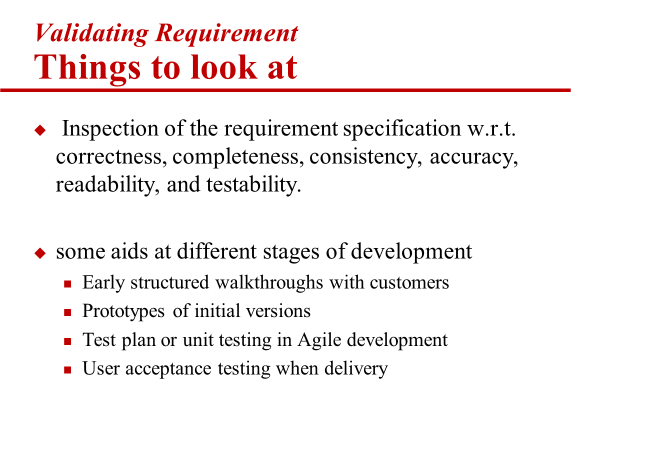 Validating Requirement
Things to look at
Inspection of the requirement specification w.r.t.
correctness, completeness, consistency, accuracy,
readability, and testability.
some aids at different stages of development
Early structured walkthroughs with customers
Prototypes of initial versions
Test plan or unit testing in Agile development
User acceptance testing when delivery